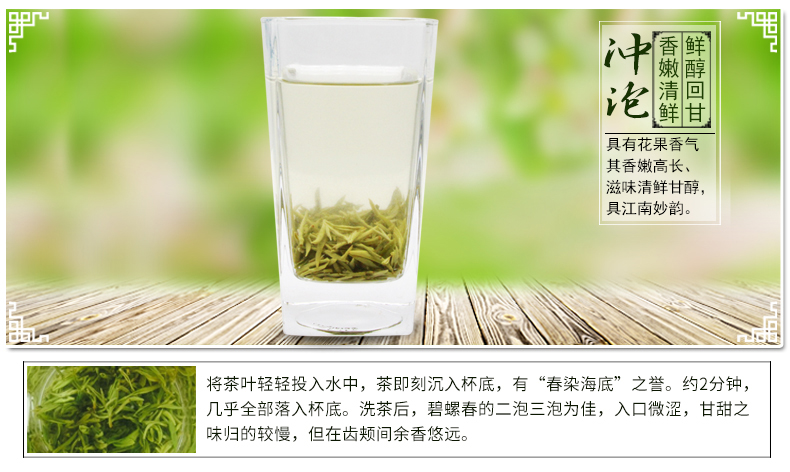 冲泡
鲜醇回甘
香嫩清鲜
具有花果香气
其香嫩高长、
滋味清鲜甘醇，
具江南妙韵。
将茶叶轻轻投入水中，茶即刻沉入杯底，有“春染海底”之誉。约2分钟，
几乎全部落入杯底。洗茶后，碧螺春的二泡三泡为佳，入口微涩，甘甜之
味归的较慢，但在齿颊间余香悠远。